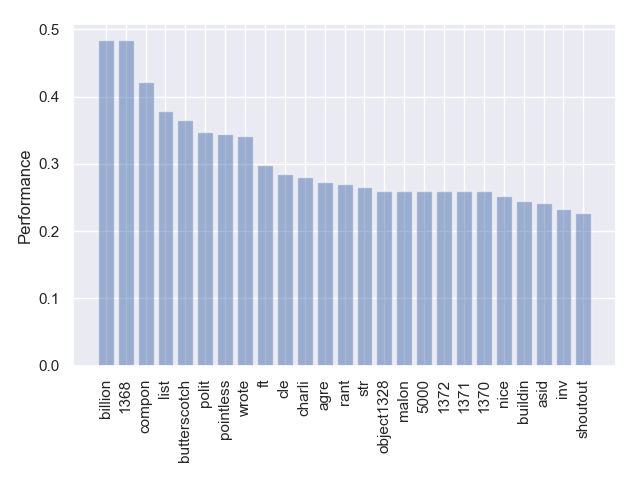 0.5
0.4
0.3
0.2
0.1
0.0
Performance
billion
1368
compon
list
butterscotch
polit
pointless
wrote
ft
de
charli
agre
rant
str
object1328
malon
5000
1372
1371
1370
nice
buildin
asid
inv
shoutout